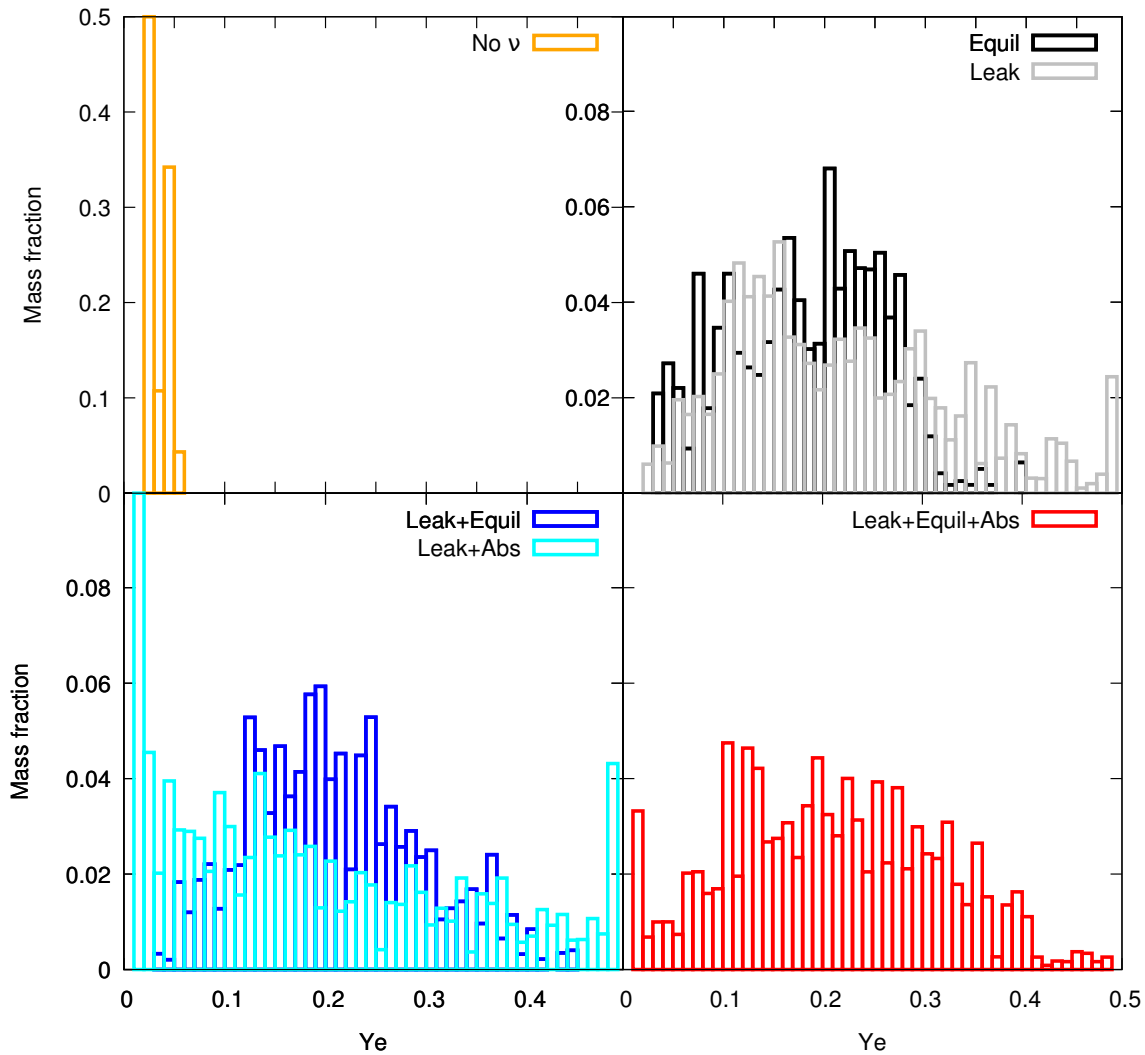 0.5
0.4
0.3
0.2
0.1
0
Mass fraction
No ν
0.08
0.06
0.04
0.02
Equil
Leak
0.08
0.06
0.04
0.02
0
Mass fraction
Leak+Equil
Leak+Abs
Leak+Equil+Abs
0 0.1 0.2 0.3 0.4
Ye
0 0.1 0.2 0.3 0.4 0.5
Ye